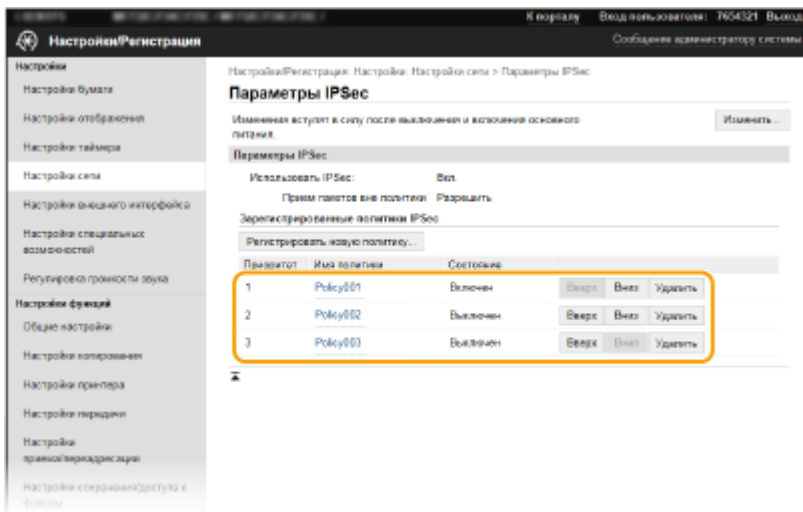 К порталу Вход пользователя: 7654321 Выход
Настройки/Регистрация
Сообщение администратору системы
Настройки
Настройки бумаги
Настройки отображения
Настройки таймера
Настройки сети
Настройки внешнего интерфейса
Настройки специальных
возможностей
Регулировка громкости звука
Настройки функций
Общие настройки
Настройки копирования
Настройки принтера
Настройки передачи
Настройки
приема/переадресации
Настройки сохранения/доступа к
файлам
Настройки/Регистрация: Настройки: Настройки сети > Параметры IPSec
Параметры IPSec
Изменения вступят в силу после выключения и включения основного
питания.
Изменить...
Параметры IPSec
Использовать IPSec: Вкл.
Прием пакетов вне политики Разрешить
Зарегистрированные политики IPSec
Регистрировать новую политику...
Приоритет Имя политики Состояние
1 Policy001 Включен Вверх Вниз Удалить
2 Policy002 Выключен Вверх Вниз Удалить
3 Policy003 Выключен Вверх Вниз Удалить